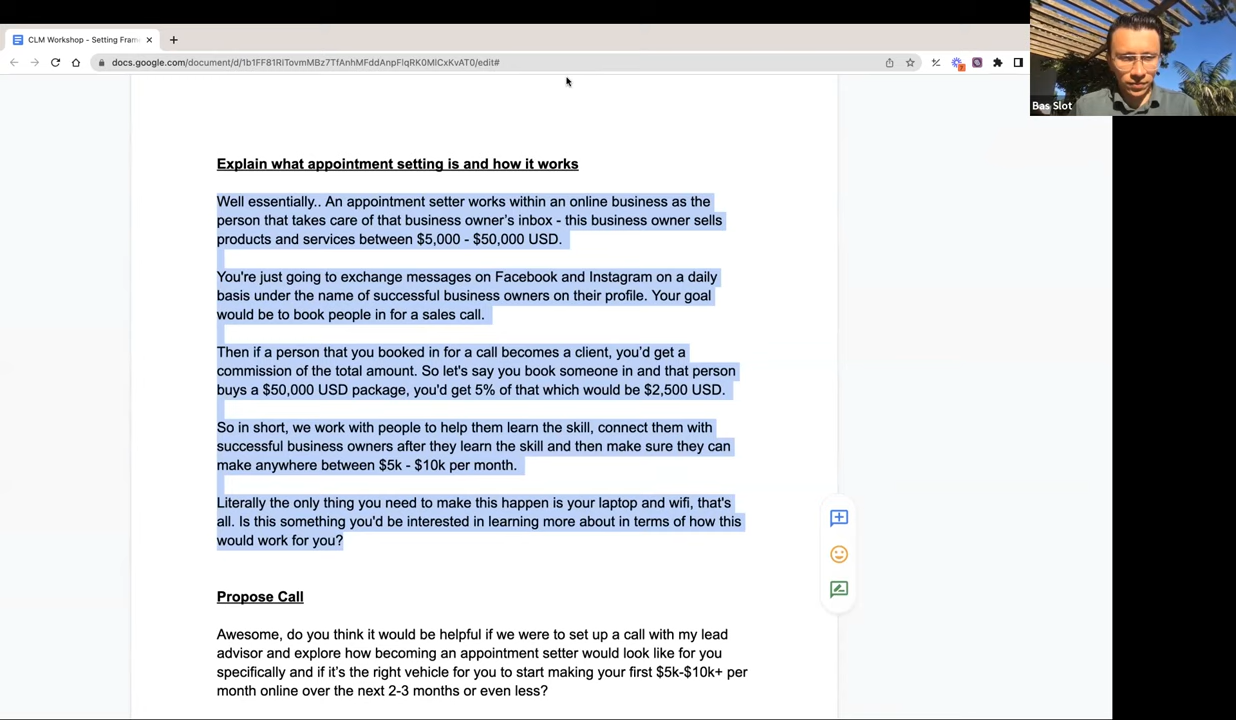 CLM Workshop - Setting Fram
docs.google.com/document/d/1b1FF81RITovmMBz7TfAnhMFddAnpFlqRK0MlCxKvAT0/edit#
Bas Slot
Explain what appointment setting is and how it works
Well essentially.. An appointment setter works within an online business as the
person that takes care of that business owner’s inbox - this business owner sells
products and services between $5,000 - $50,000 USD.
You're just going to exchange messages on Facebook and Instagram on a daily
basis under the name of successful business owners on their profile. Your goal
would be to book people in for a sales call.
Then if a person that you booked in for a call becomes a client, you’d get a
commission of the total amount. So let's say you book someone in and that person
buys a $50,000 USD package, you'd get 5% of that which would be $2,500 USD.
So in short, we work with people to help them learn the skill, connect them with
successful business owners after they learn the skill and then make sure they can
make anywhere between $5k - $10k per month.
Literally the only thing you need to make this happen is your laptop and wifi, that's
all. Is this something you'd be interested in learning more about in terms of how this
would work for you?
Propose Call
Awesome, do you think it would be helpful if we were to set up a call with my lead
advisor and explore how becoming an appointment setter would look like for you
specifically and if it’s the right vehicle for you to start making your first $5k-$10k+ per
month online over the next 2-3 months or even less?